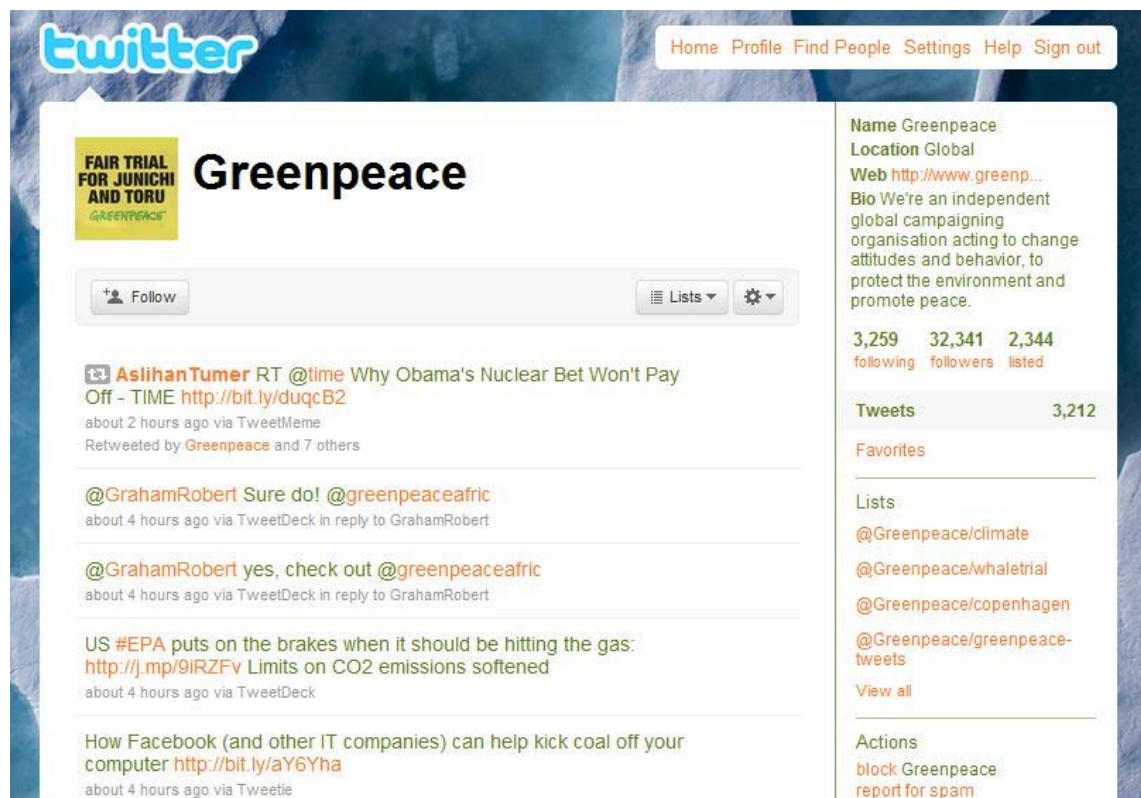 twitter
Home Profile Find People Settings Help Sign out
FAIR TRIAL
FOR JUNICHI
AND TORU
GREENPEACE
Greenpeace
Follow
Lists
AslihanTumer RT @time Why Obama's Nuclear Bet Won't Pay
Off - TIME http://bit.ly/duqcB2
about 2 hours ago via TweetMeme
Retweeted by Greenpeace and 7 others
@GrahamRobert Sure do! @greenpeaceafric
about 4 hours ago via TweetDeck in reply to GrahamRobert
@GrahamRobert yes, check out @greenpeaceafric
about 4 hours ago via TweetDeck in reply to GrahamRobert
US #EPA puts on the brakes when it should be hitting the gas:
http://j.mp/9iRZFv Limits on CO2 emissions softened
about 4 hours ago via TweetDeck
How Facebook (and other IT companies) can help kick coal off your
computer http://bit.ly/aY6Yha
about 4 hours ago via Tweetie
Name Greenpeace
Location Global
Web http://www.greenp...
Bio We're an independent
global campaigning
organisation acting to change
attitudes and behavior, to
protect the environment and
promote peace.
3,259 32,341 2,344
following followers listed
Tweets 3,212
Favorites
Lists
@Greenpeace/climate
@Greenpeace/whaletrial
@Greenpeace/copenhagen
@Greenpeace/greenpeace-
tweets
View all
Actions
block Greenpeace
report for spam